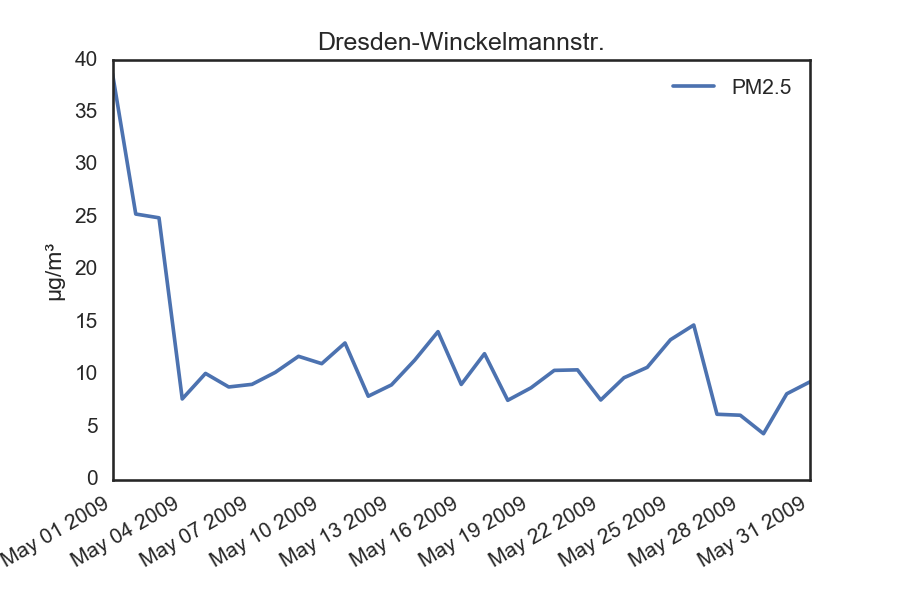 Dresden-Winckelmannstr.
40
35
30
25
20
15
10
5
0
µg/m³
PM2.5
May 01 2009
May 04 2009
May 07 2009
May 10 2009
May 13 2009
May 16 2009
May 19 2009
May 22 2009
May 25 2009
May 28 2009
May 31 2009